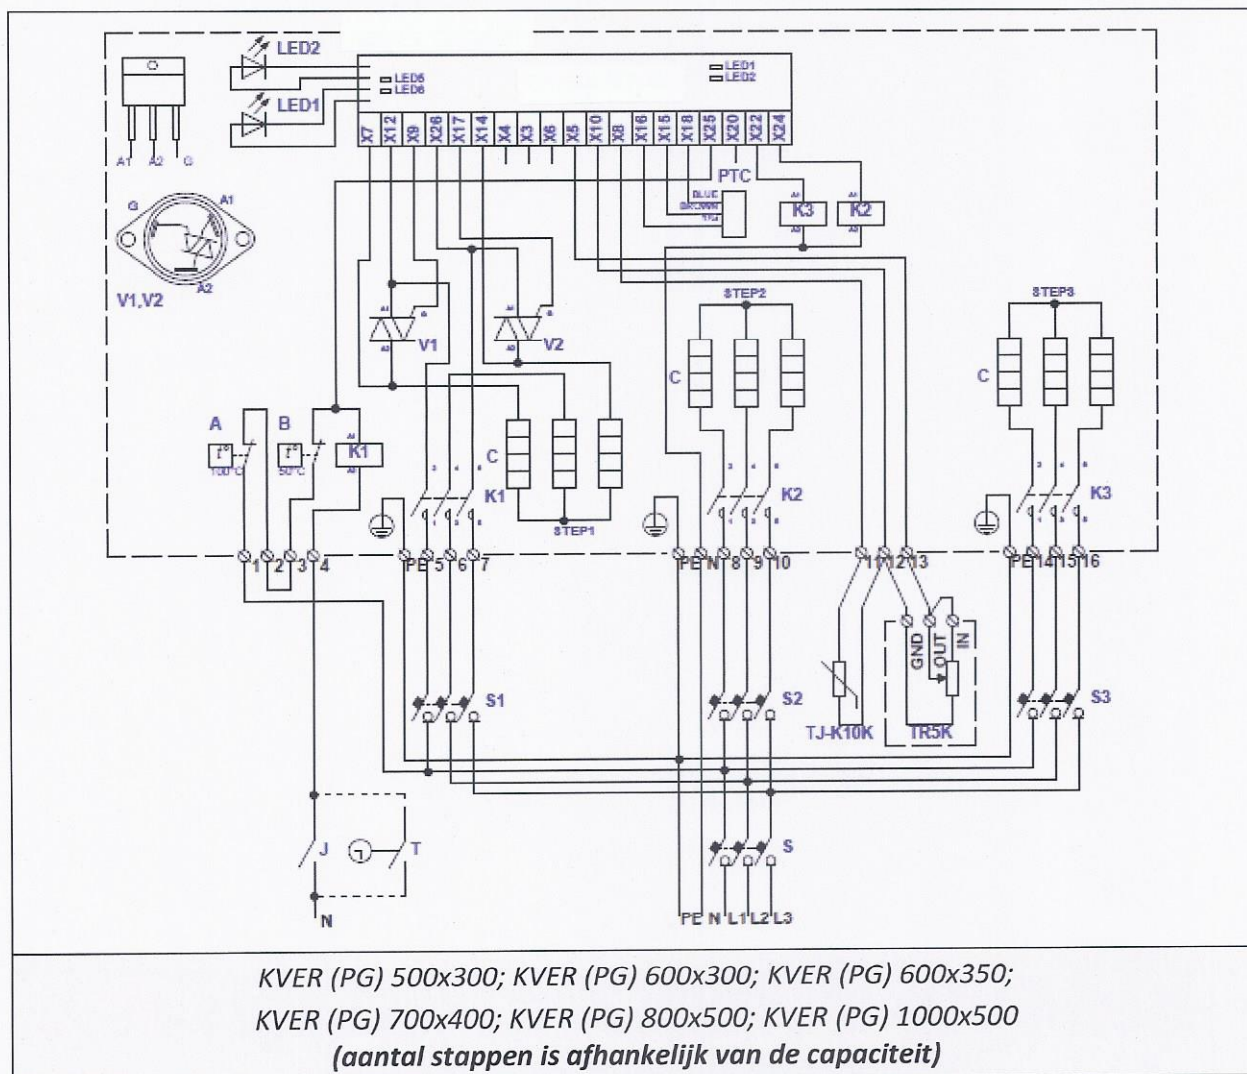 LED2
LED1
LED5
LED6
LED1
LED2
X7 X12 X9 X26 X17 X14 X4 X3 X6 X5 X10 X8 X16 X15 X18 X25 X20 X22 X24
A1 A2 G
G A1
A2
V1,V2
PTC
BLUE
BROWN
K3 K2
V1
V2
STEP2
STEP3
C
C
A
B
t°
100°C
t°
50°C
K1
C
K1
K2
K3
STEP1
1 2 3 4 PE 5 6 7 PE N 8 9 10 11 12 13 PE 14 15 16
GND OUT IN
S1
S2
S3
TJ-K10K
TR5K
J
T
S
N
PE N L1 L2 L3
KVER (PG) 500x300; KVER (PG) 600x300; KVER (PG) 600x350;
KVER (PG) 700x400; KVER (PG) 800x500; KVER (PG) 1000x500
(aantal stappen is afhankelijk van de capaciteit)